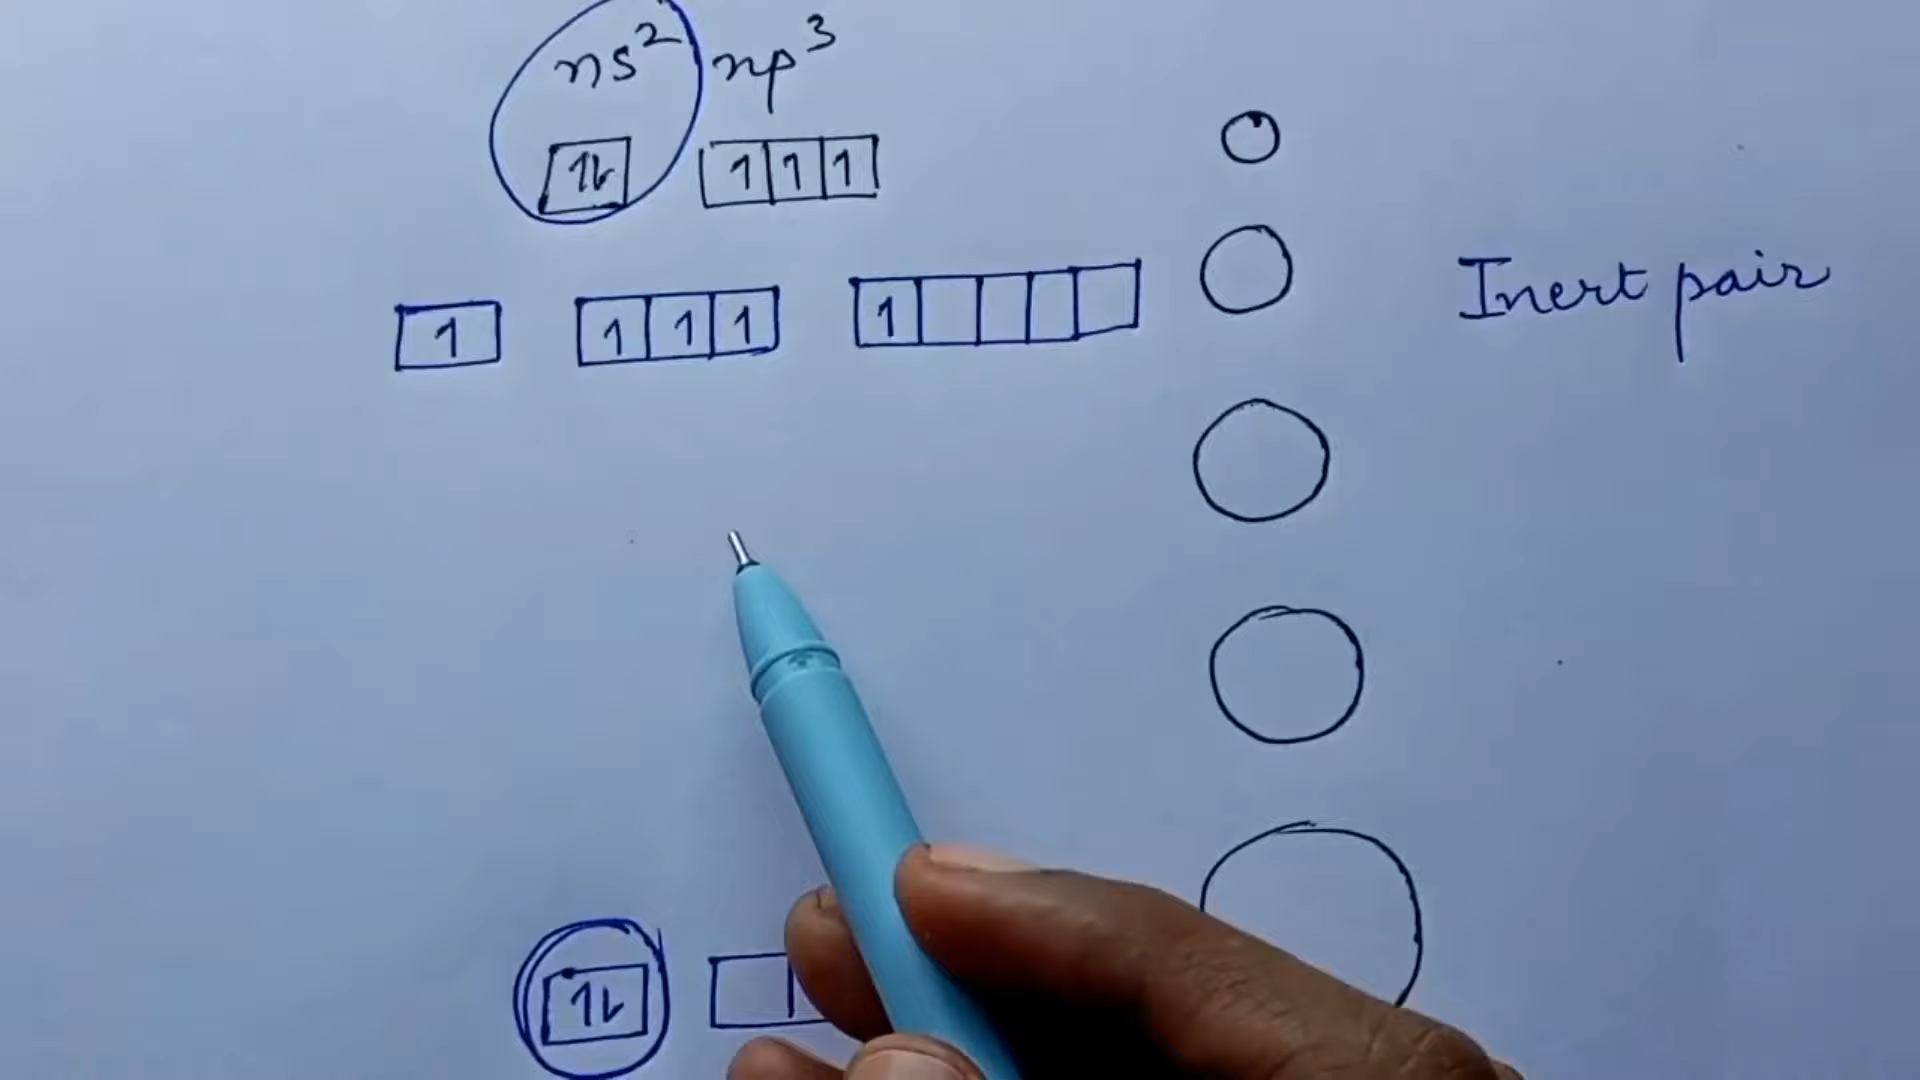 ns² np³
1↓ 1 1 1
1 1 1 1 1
Inert pair
1↓